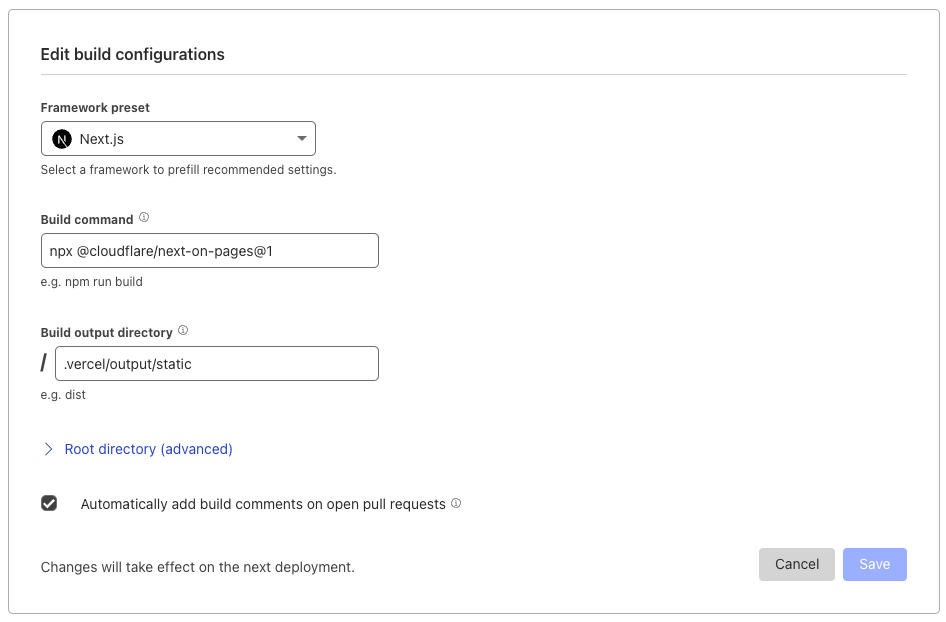 Edit build configurations
Framework preset
N Next.js
Select a framework to prefill recommended settings.
Build command
npx @cloudflare/next-on-pages@1
e.g. npm run build
Build output directory
/ .vercel/output/static
e.g. dist
Root directory (advanced)
Automatically add build comments on open pull requests
Changes will take effect on the next deployment.
Cancel Save